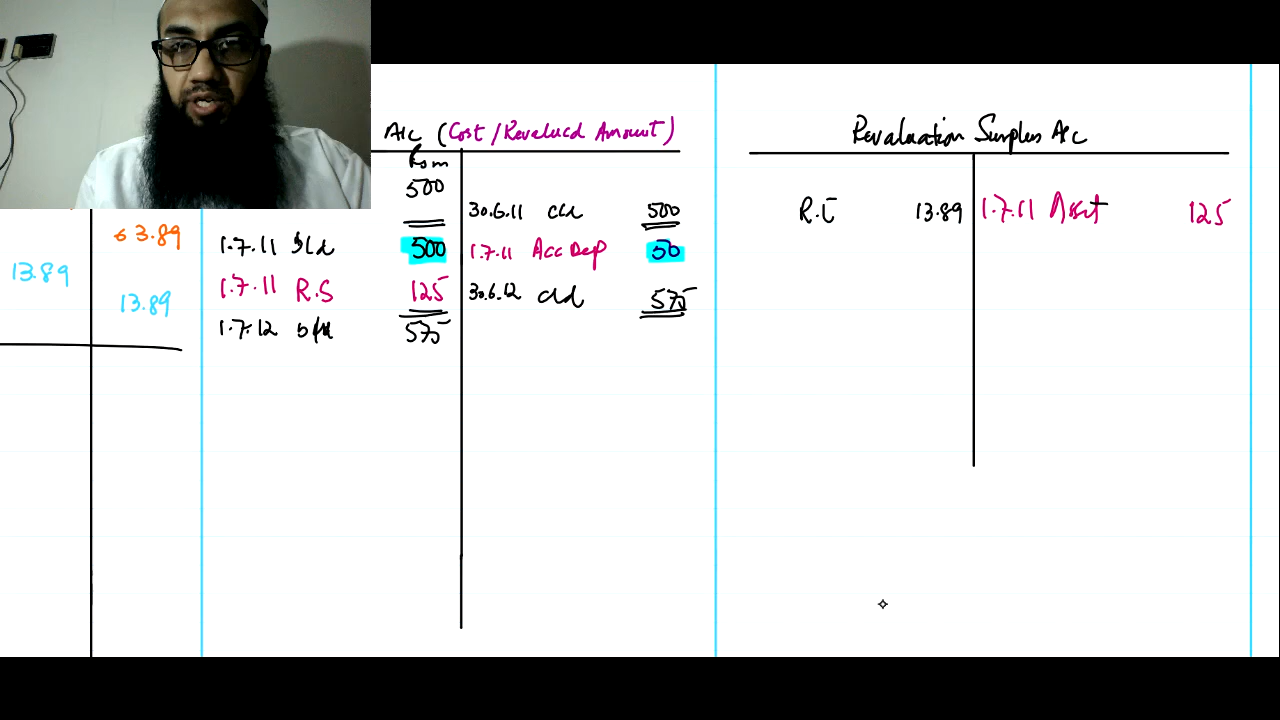 A/c (Cost / Revalued Amount)
Rs m
500
30.6.11 c/d 500
63.89
1.7.11 b/d 500
1.7.11 Acc Dep 50
13.89
1.7.11 R.S 125
30.6.12 c/d 575
13.89
1.7.12 b/d 575
Revaluation Surplus A/c
R.E 13.89
1.7.11 Asset 125